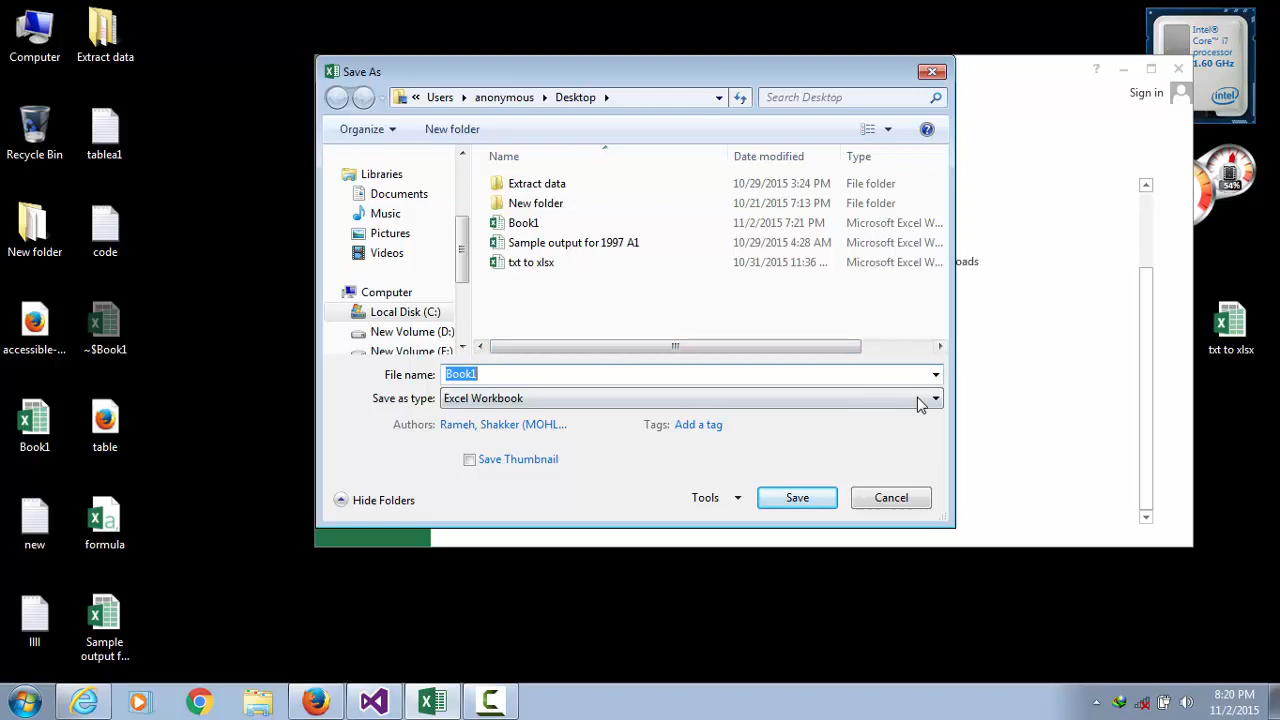 Computer
Extract data
Recycle Bin
tablea1
New folder
code
accessible-...
~$Book1
Book1
table
new
formula
llll
Sample
output f...
Save As
« Users anonymous Desktop
Search Desktop
Organize
New folder
Libraries
Documents
Music
Pictures
Videos
Computer
Local Disk (C:)
New Volume (D:)
New Volume (E:)
Name
Date modified
Type
Extract data
10/29/2015 3:24 PM
File folder
New folder
10/21/2015 7:13 PM
File folder
Book1
11/2/2015 7:21 PM
Microsoft Excel W...
Sample output for 1997 A1
10/29/2015 4:28 AM
Microsoft Excel W...
txt to xlsx
10/31/2015 11:36 ...
Microsoft Excel W...
File name: Book1
Save as type: Excel Workbook
Authors: Rameh, Shakker (MOHL...
Tags: Add a tag
Save Thumbnail
Hide Folders
Tools
Save
Cancel
?
Sign in
oads
Intel®
Core™ i7
processor
1.60 GHz
intel
54%
txt to xlsx
8:20 PM
11/2/2015